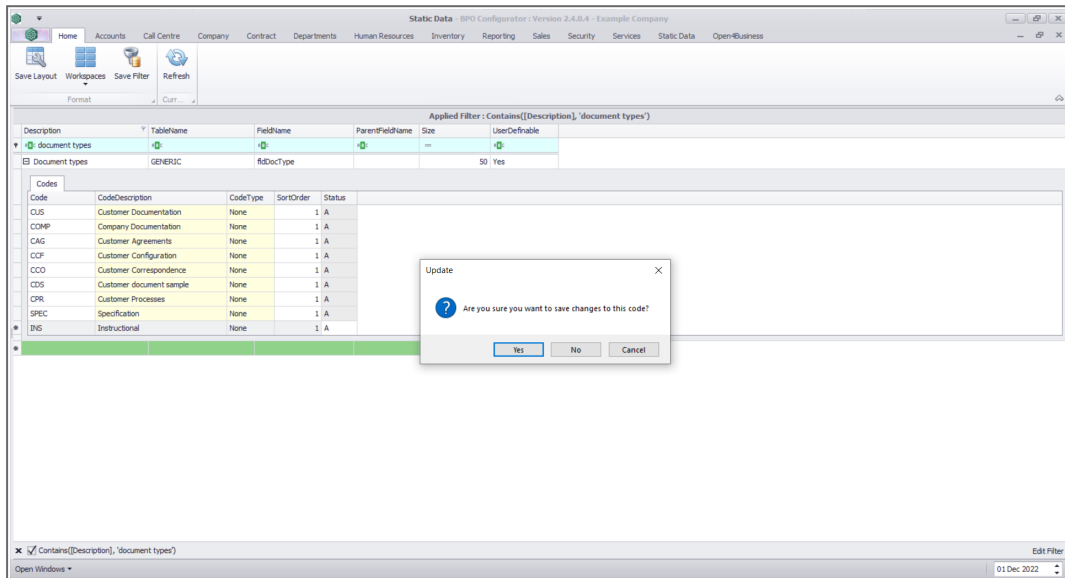 Static Data - BPO Configurator : Version 2.4.0.4 - Example Company
Home Accounts Call Centre Company Contract Departments Human Resources Inventory Reporting Sales Security Services Static Data Open4Business
Save Layout Workspaces Save Filter Refresh
Format Curr...
Applied Filter : Contains([Description], 'document types')
Description TableName FieldName ParentFieldName Size UserDefinable
document types =
Document types GENERIC fldDocType 50 Yes
Codes
Code CodeDescription CodeType SortOrder Status
CUS Customer Documentation None 1 A
COMP Company Documentation None 1 A
CAG Customer Agreements None 1 A
CCF Customer Configuration None 1 A
CCO Customer Correspondence None 1 A
CDS Customer document sample None 1 A
CPR Customer Processes None 1 A
SPEC Specification None 1 A
INS Instructional None 1 A
Update
Are you sure you want to save changes to this code?
Yes No Cancel
Contains([Description], 'document types') Edit Filter
Open Windows 01 Dec 2022